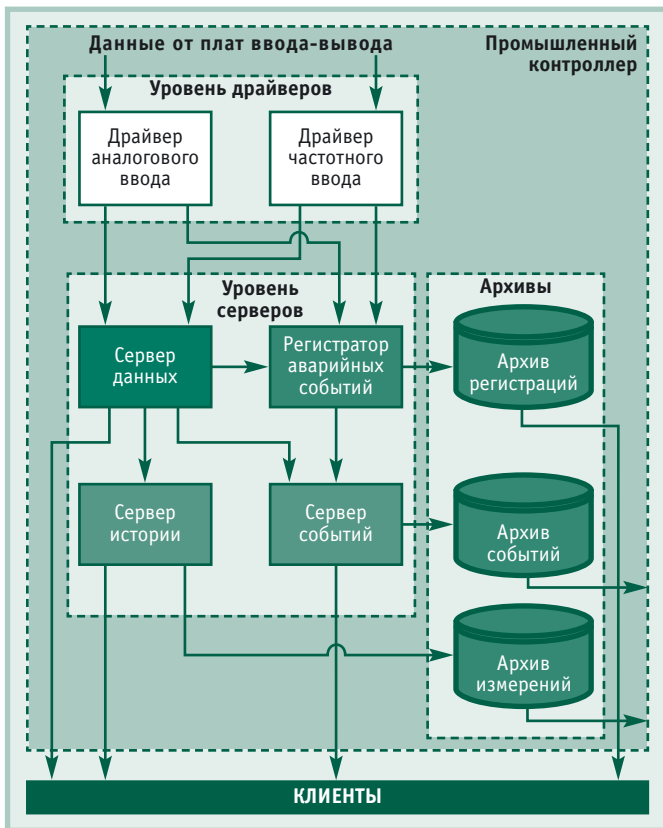 Данные от плат ввода-вывода
Промышленный
контроллер
Уровень драйверов
Драйвер
аналогового
ввода
Драйвер
частотного
ввода
Уровень
серверов
Архивы
Сервер
данных
Регистратор
аварийных
событий
Архив
регистраций
Сервер
истории
Сервер
событий
Архив
событий
Архив
измерений
КЛИЕНТЫ